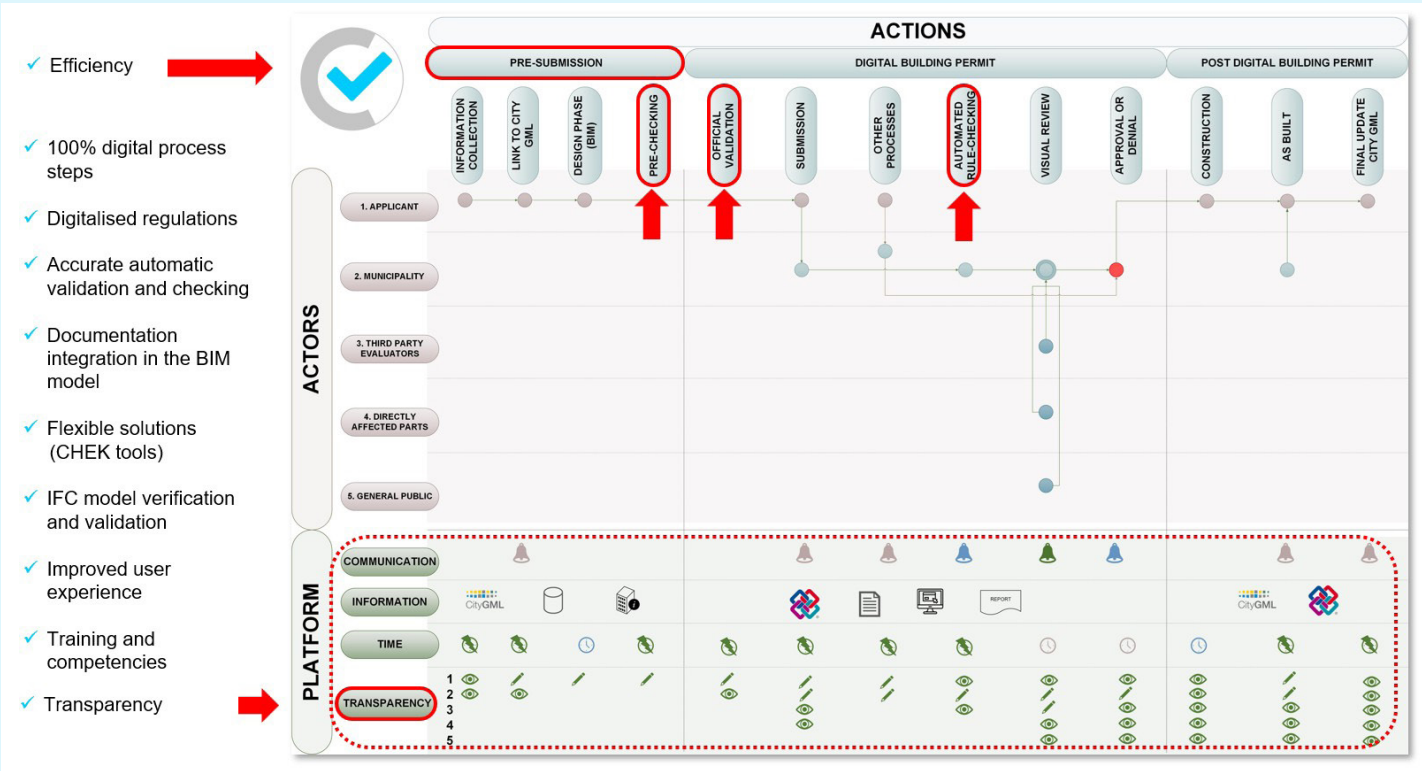 Efficiency
100% digital process
steps
Digitalised regulations
Accurate automatic
validation and checking
Documentation
integration in the BIM
model
Flexible solutions
(CHEK tools)
IFC model verification
and validation
Improved user
experience
Training and
competencies
Transparency
ACTIONS
PRE-SUBMISSION
DIGITAL BUILDING PERMIT
POST DIGITAL BUILDING PERMIT
INFORMATION
COLLECTION
LINK TO CITY
GML
DESIGN PHASE
(BIM)
PRE-CHECKING
OFFICIAL
VALIDATION
SUBMISSION
OTHER
PROCESSES
AUTOMATED
RULE-CHECKING
VISUAL REVIEW
APPROVAL OR
DENIAL
CONSTRUCTION
AS BUILT
FINAL UPDATE
CITY GML
ACTORS
1. APPLICANT
2. MUNICIPALITY
3. THIRD PARTY
EVALUATORS
4. DIRECTLY
AFFECTED PARTS
5. GENERAL PUBLIC
PLATFORM
COMMUNICATION
INFORMATION
CityGML
REPORT
CityGML
TIME
TRANSPARENCY
1
2
3
4
5